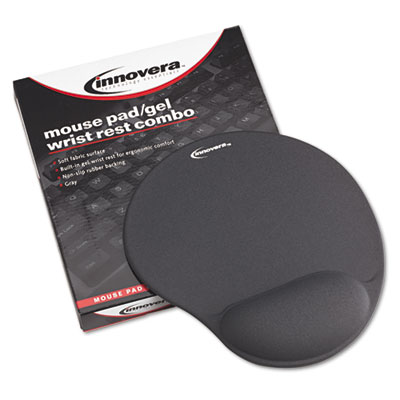 innovera
technology essentials
mouse pad/gel
wrist rest combo
• Soft fabric surface
• Built-in gel wrist rest for ergonomic comfort
• Non-slip rubber backing
• Gray
MOUSE PAD
innovera
innovera